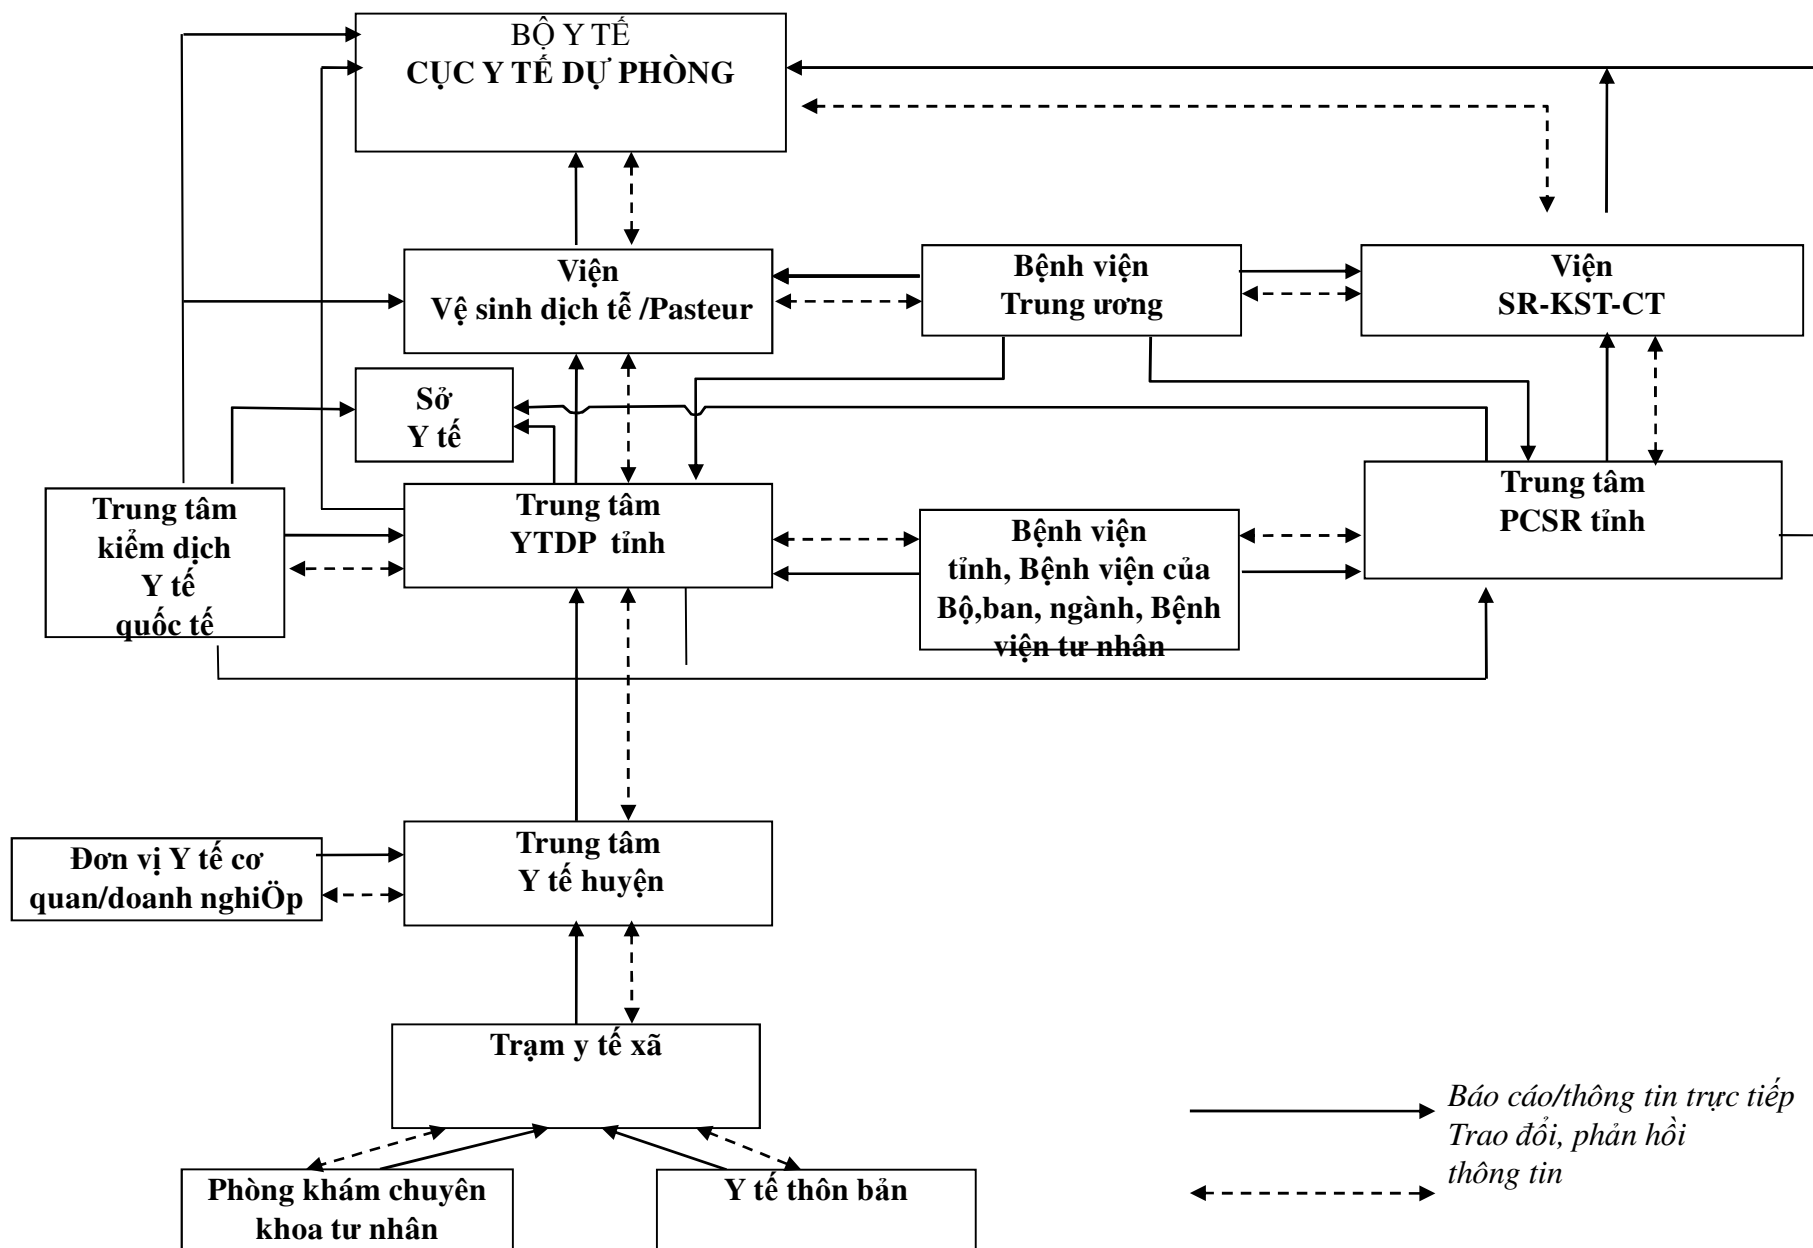 BỘ Y TẾ
CỤC Y TẾ DỰ PHÒNG
Viện
Vệ sinh dịch tễ /Pasteur
Bệnh viện
Trung ương
Viện
SR-KST-CT
Sở
Y tế
Trung tâm
kiểm dịch
Y tế
quốc tế
Trung tâm
YTDP tỉnh
Bệnh viện
tỉnh, Bệnh viện của
Bộ,ban, ngành, Bệnh
viện tư nhân
Trung tâm
PCSR tỉnh
Đơn vị Y tế cơ
quan/doanh nghiÖp
Trung tâm
Y tế huyện
Trạm y tế xã
Phòng khám chuyên
khoa tư nhân
Y tế thôn bản
Báo cáo/thông tin trực tiếp
Trao đổi, phản hồi
thông tin